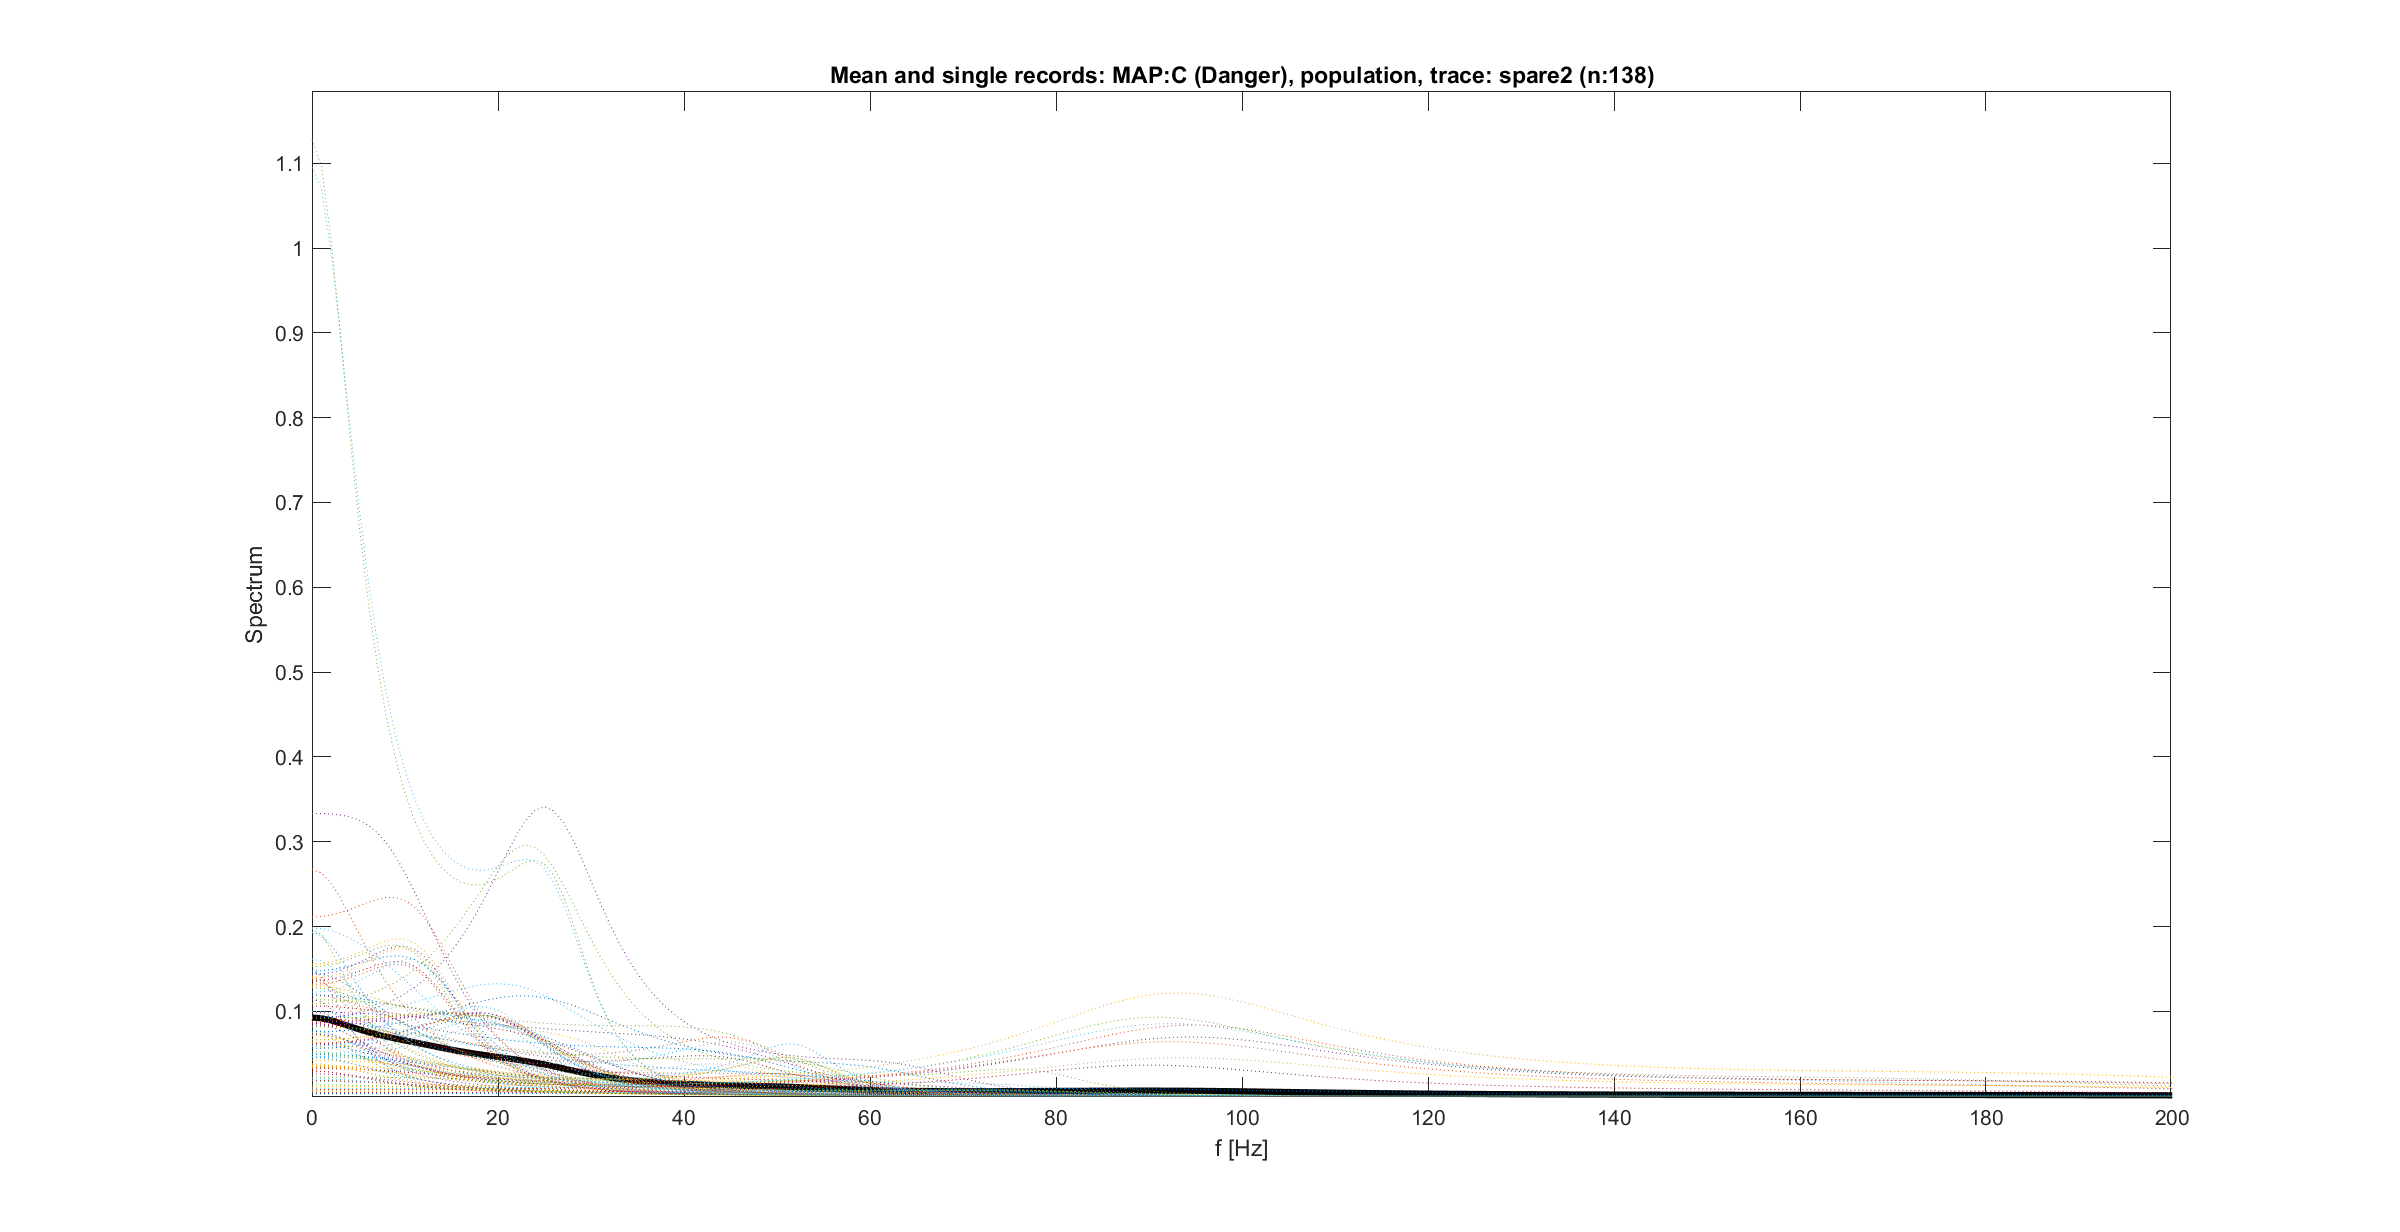 Mean and single records: MAP:C (Danger), population, trace: spare2 (n:138)
1.1
1
0.9
0.8
0.7
0.6
0.5
0.4
0.3
0.2
0.1
Spectrum
0 20 40 60 80 100 120 140 160 180 200
f [Hz]